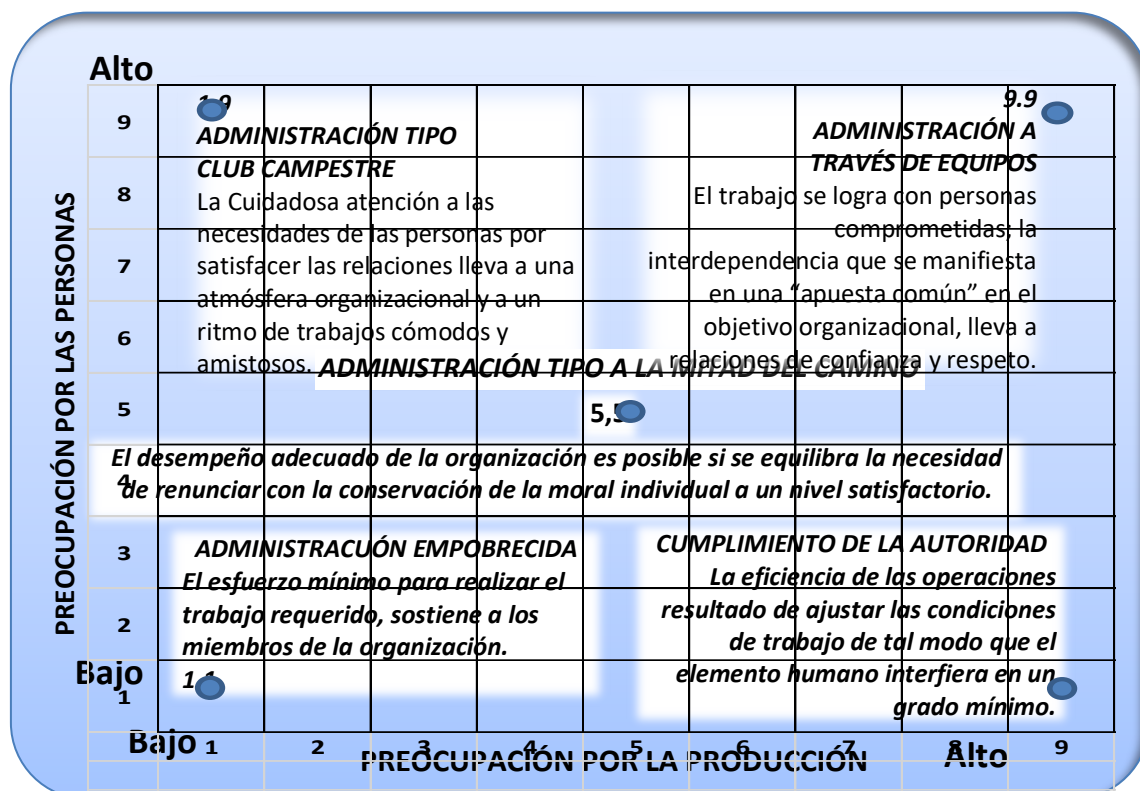 Alto
PREOCUPACIÓN POR LAS PERSONAS
9
8
7
6
5
4
3
2
1
Bajo
1.9
ADMINISTRACIÓN TIPO
CLUB CAMPESTRE
La Cuidadosa atención a las
necesidades de las personas por
satisfacer las relaciones lleva a una
atmósfera organizacional y a un
ritmo de trabajos cómodos y
amistosos.
9.9
ADMINISTRACIÓN A
TRAVÉS DE EQUIPOS
El trabajo se logra con personas
comprometidas; la
interdependencia que se manifiesta
en una “apuesta común” en el
objetivo organizacional, lleva a
relaciones de confianza y respeto.
ADMINISTRACIÓN TIPO A LA MITAD DEL CAMINO
5,5
El desempeño adecuado de la organización es posible si se equilibra la necesidad
de renunciar con la conservación de la moral individual a un nivel satisfactorio.
ADMINISTRACUÓN EMPOBRECIDA
El esfuerzo mínimo para realizar el
trabajo requerido, sostiene a los
miembros de la organización.
1.1
CUMPLIMIENTO DE LA AUTORIDAD
La eficiencia de las operaciones
resultado de ajustar las condiciones
de trabajo de tal modo que el
elemento humano interfiera en un
grado mínimo.
Bajo 1 2 3 4 5 6 7 8 9
PREOCUPACIÓN POR LA PRODUCCIÓN Alto